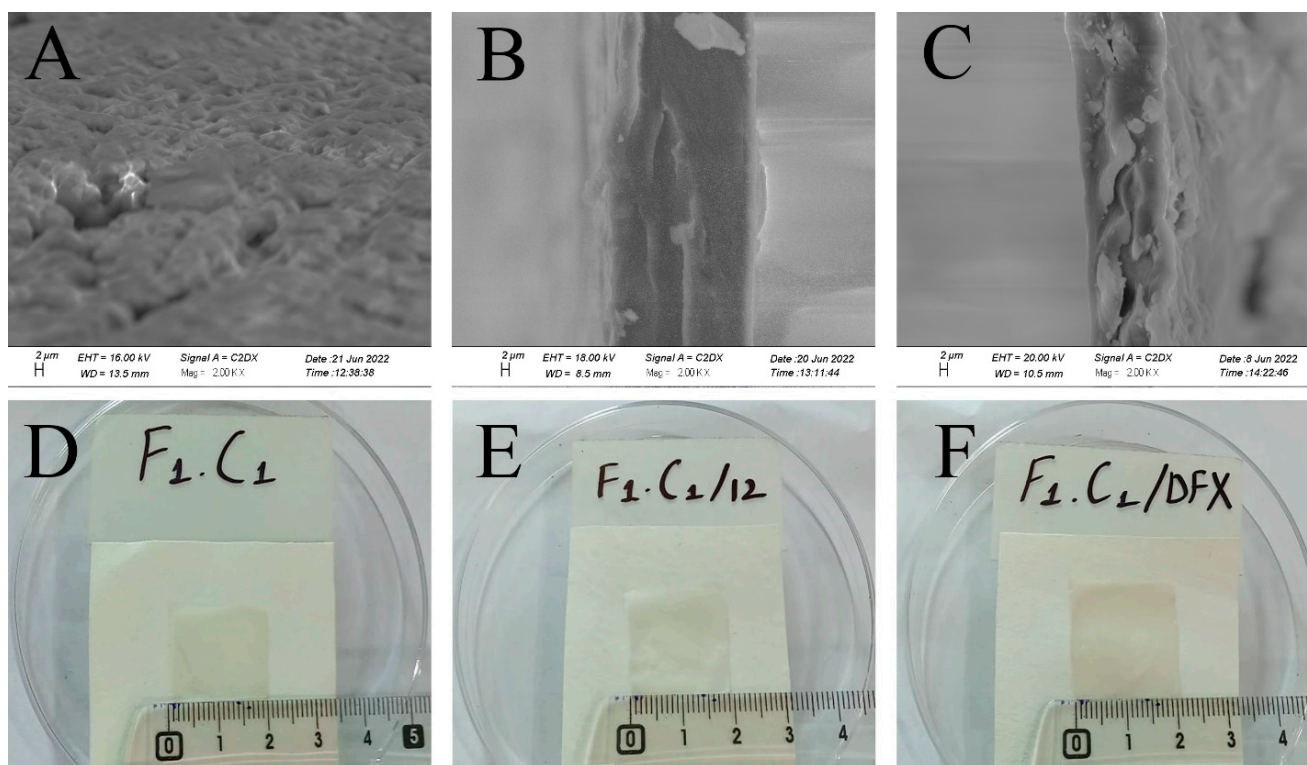 A
B
C
2 µm
H
EHT = 16.00 kV
WD = 13.5 mm
Signal A = C2DX
Mag = 2.00 K X
Date :21 Jun 2022
Time :12:38:38
2 µm
H
EHT = 18.00 kV
WD = 8.5 mm
Signal A = C2DX
Mag = 2.00 K X
Date :20 Jun 2022
Time :13:11:44
2 µm
H
EHT = 20.00 kV
WD = 10.5 mm
Signal A = C2DX
Mag = 2.00 K X
Date :8 Jun 2022
Time :14:22:46
D
F1.C1
0 1 2 3 4 5
E
F1.C1/12
0 1 2 3 4
F
F1.C1/DFX
0 1 2 3 4